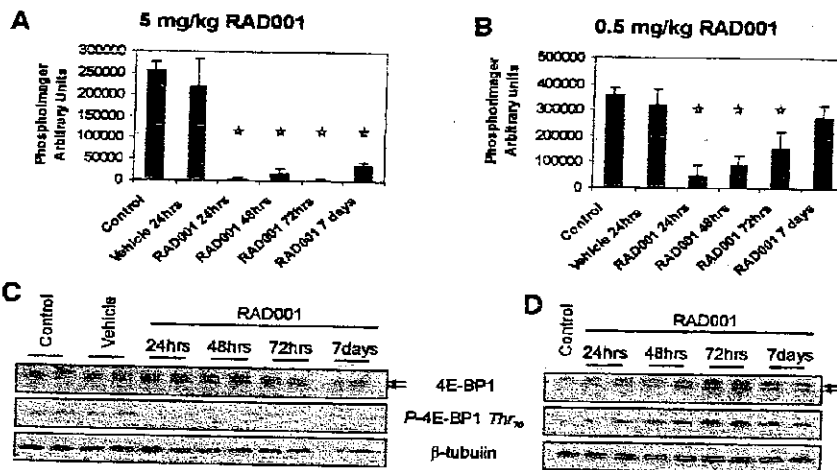 A
5 mg/kg RAD001
PhosphoImager
Arbitrary Units
300000
250000
200000
150000
100000
50000
0
Control
Vehicle 24hrs
RAD001 24hrs
RAD001 48hrs
RAD001 72hrs
RAD001 7 days
B
0.5 mg/kg RAD001
PhosphorImager
Arbitrary Units
500000
400000
300000
200000
100000
0
Control
Vehicle 24hrs
RAD001 24hrs
RAD001 48hrs
RAD001 72hrs
RAD001 7 days
C
Control
Vehicle
RAD001
24hrs 48hrs 72hrs 7days
4E-BP1
P-4E-BP1 Thr70
β-tubulin
D
Control
RAD001
24hrs 48hrs 72hrs 7days